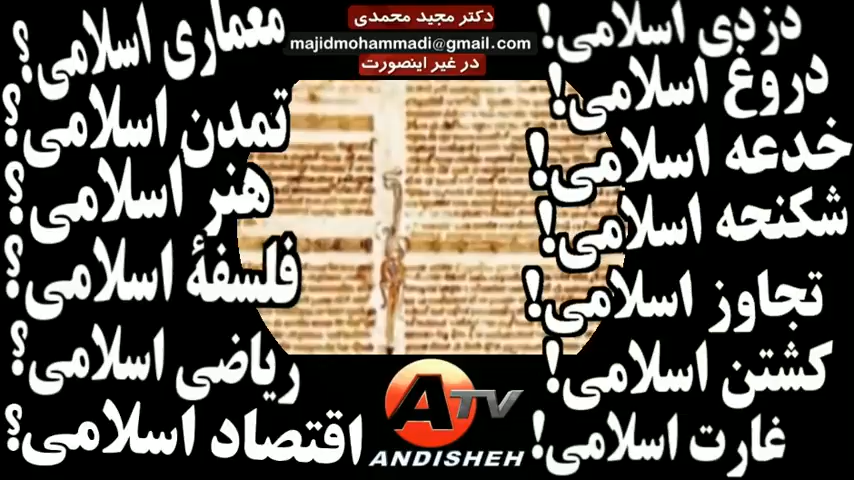 دکتر مجید محمدی
majidmohammadi@gmail.com
در غیر اینصورت
دزدی اسلامی!
دروغ اسلامی!
خدعه اسلامی!
شکنحه اسلامی!
تجاوز اسلامی!
کشتن اسلامی!
غارت اسلامی!
معماری اسلامی؟
تمدن اسلامی؟
هنر اسلامی؟
فلسفهٔ اسلامی؟
ریاضی اسلامی؟
اقتصاد اسلامی؟
ATV
ANDISHEH